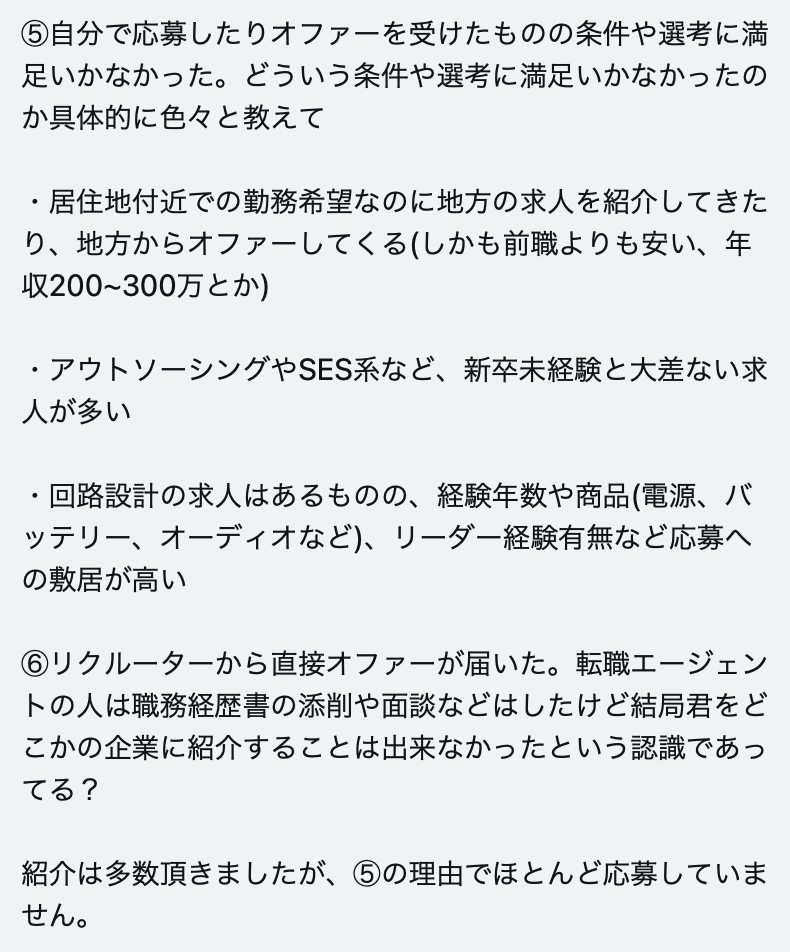 ⑤自分で応募したりオファーを受けたものの条件や選考に満
足いかなかった。どういう条件や選考に満足いかなかったの
か具体的に色々と教えて
・居住地付近での勤務希望なのに地方の求人を紹介してきた
り、地方からオファーしてくる(しかも前職よりも安い、年
収200~300万とか)
・アウトソーシングやSES系など、新卒未経験と大差ない求
人が多い
・回路設計の求人はあるものの、経験年数や商品(電源、バ
ッテリー、オーディオなど)、リーダー経験有無など応募へ
の敷居が高い
⑥リクルーターから直接オファーが届いた。転職エージェン
トの人は職務経歴書の添削や面談などはしたけど結局君をど
こかの企業に紹介することは出来なかったという認識であっ
てる？
紹介は多数頂きましたが、⑤の理由でほとんど応募していま
せん。